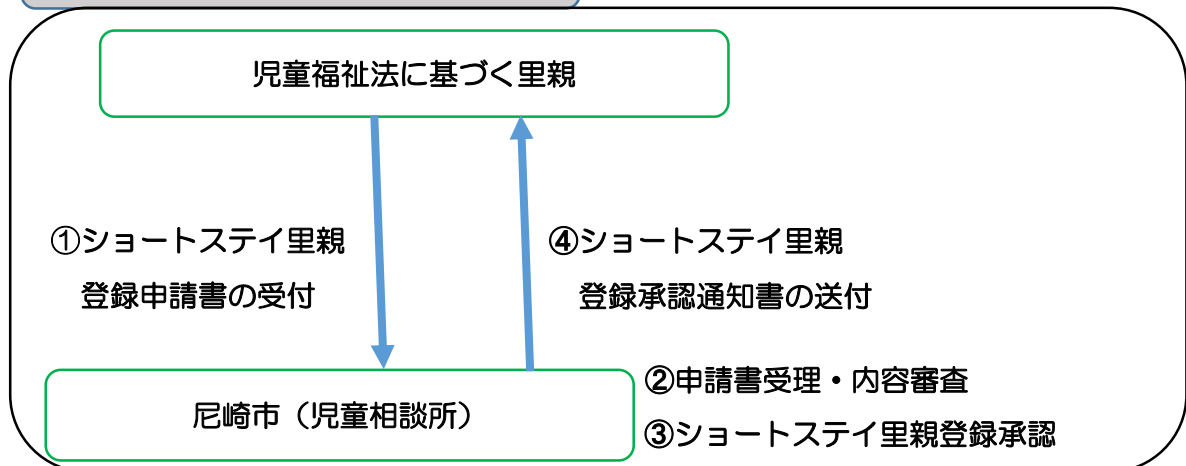 児童福祉法に基づく里親
①ショートステイ里親
登録申請書の受付
④ショートステイ里親
登録承認通知書の送付
尼崎市（児童相談所）
②申請書受理・内容審査
③ショートステイ里親登録承認